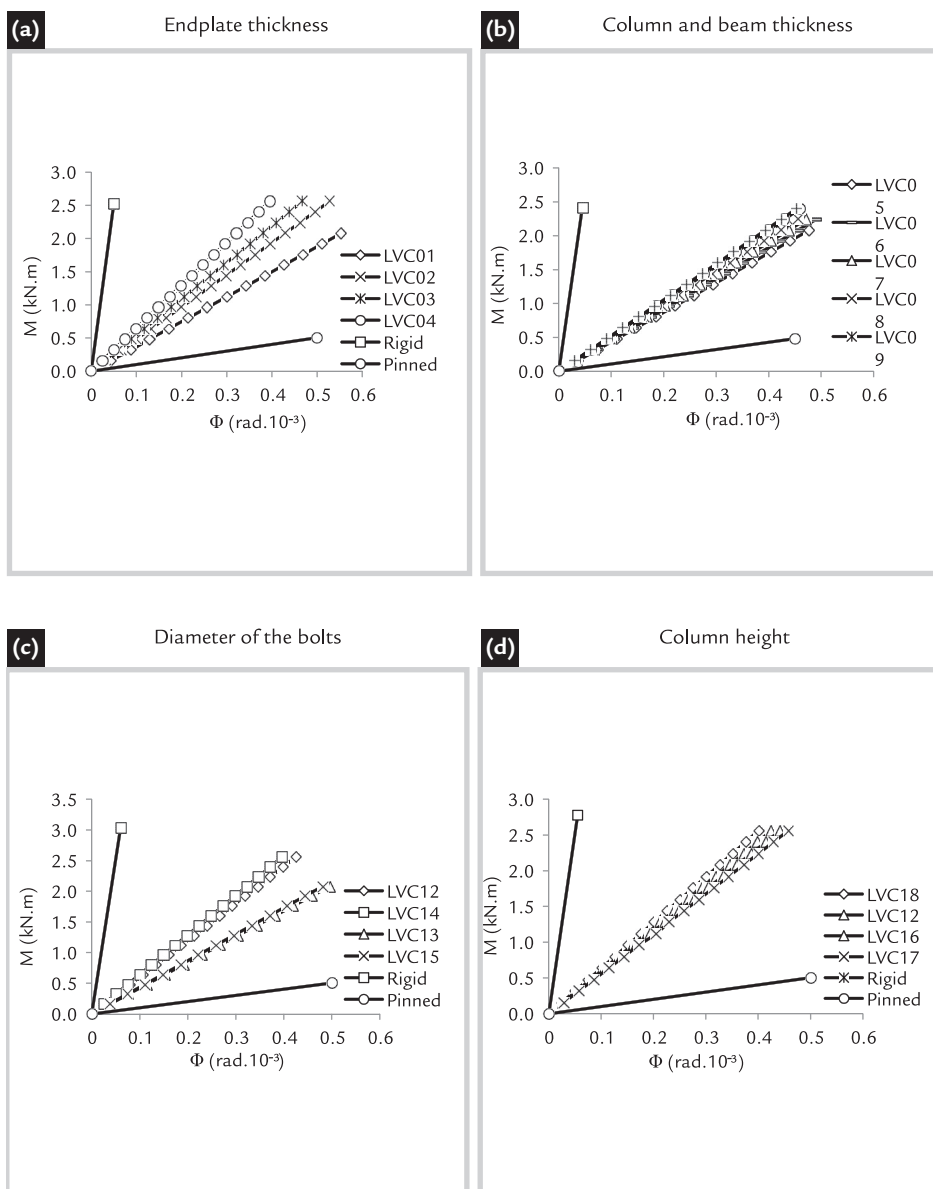 (a)
Endplate thickness
3.0
2.5
2.0
1.5
1.0
0.5
0.0
M (kN.m)
0
0.1
0.2
0.3
0.4
0.5
0.6
Φ (rad.10⁻³)
LVC01
LVC02
LVC03
LVC04
Rigid
Pinned
(b)
Column and beam thickness
3.0
2.5
2.0
1.5
1.0
0.5
0.0
M (kN.m)
0
0.1
0.2
0.3
0.4
0.5
0.6
Φ (rad.10⁻³)
LVC0
5
LVC0
6
LVC0
7
LVC0
8
LVC0
9
(c)
Diameter of the bolts
3.5
3.0
2.5
2.0
1.5
1.0
0.5
0.0
M (kN.m)
0
0.1
0.2
0.3
0.4
0.5
0.6
Φ (rad.10⁻³)
LVC12
LVC14
LVC13
LVC15
Rigid
Pinned
(d)
Column height
3.0
2.5
2.0
1.5
1.0
0.5
0.0
M (kN.m)
0
0.1
0.2
0.3
0.4
0.5
0.6
Φ (rad.10⁻³)
LVC18
LVC12
LVC16
LVC17
Rigid
Pinned